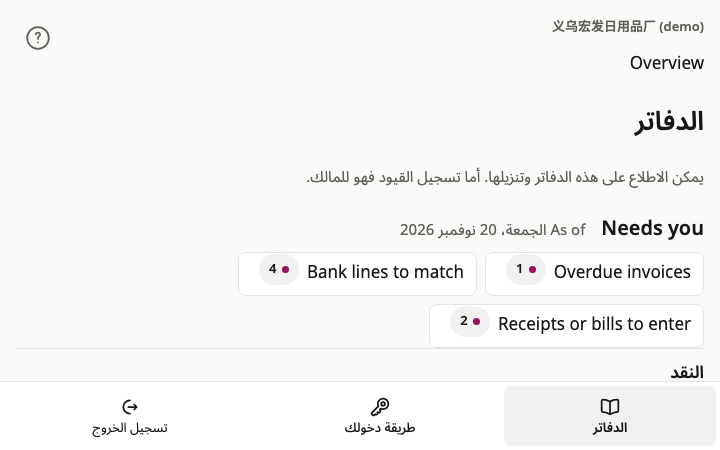 义乌宏发日用品厂 (demo)
Overview
الدفاتر
يمكن الاطلاع على هذه الدفاتر وتنزيلها. أما تسجيل القيود فهو للمالك.
Needs you As of الجمعة، 20 نوفمبر 2026
Overdue invoices 1 Bank lines to match 4
Receipts or bills to enter 2
النقد
الدفاتر طريقة دخولك تسجيل الخروج